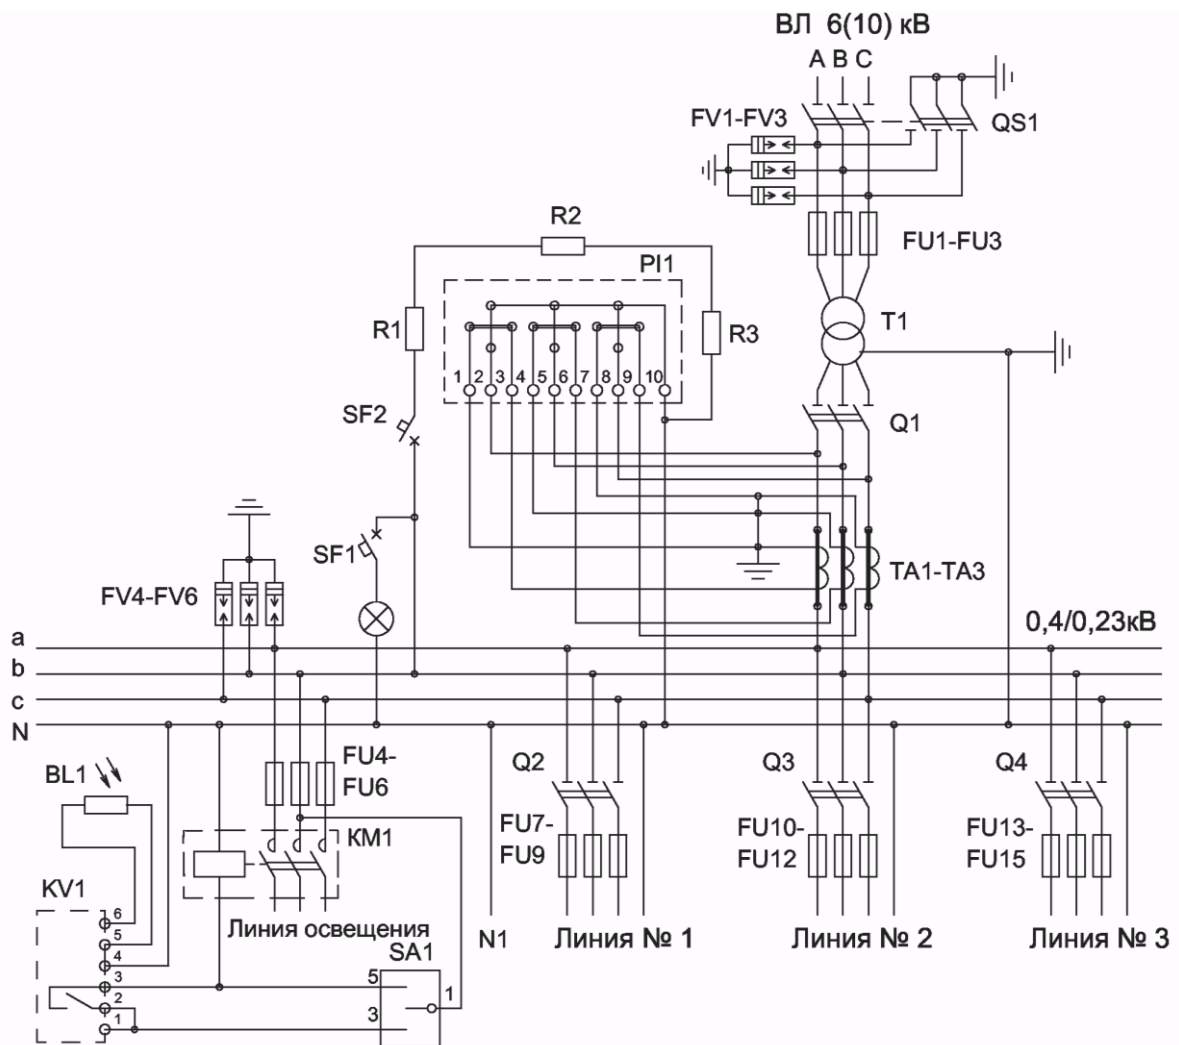 ВЛ 6(10) кВ
A B C
FV1-FV3
QS1
R2
FU1-FU3
PI1
R1
R3
T1
1 2 3 4 5 6 7 8 9 10
SF2
Q1
SF1
TA1-TA3
FV4-FV6
0,4/0,23кВ
a
b
c
N
BL1
FU4-
FU6
Q2
Q3
Q4
KM1
FU7-
FU9
FU10-
FU12
FU13-
FU15
KV1
6
5
4
3
2
1
Линия освещения
N1
Линия № 1
Линия № 2
Линия № 3
SA1
5
1
3